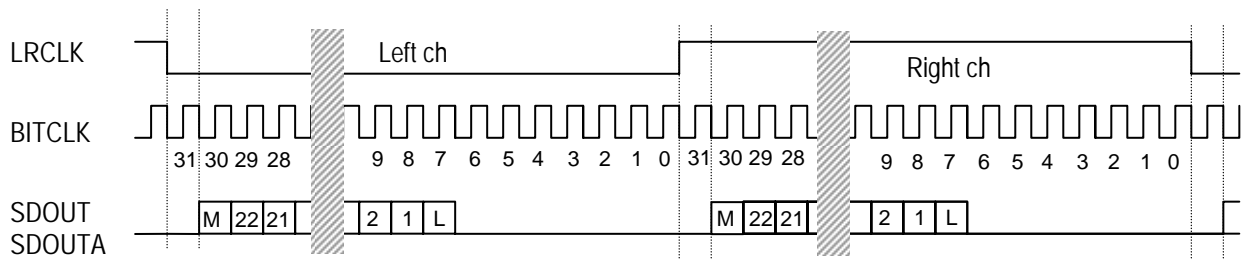 LRCLK Left ch Right ch
BITCLK
31 30 29 28 9 8 7 6 5 4 3 2 1 0 31 30 29 28 9 8 7 6 5 4 3 2 1 0
SDOUT M 22 21 2 1 L M 22 21 2 1 L
SDOUTA